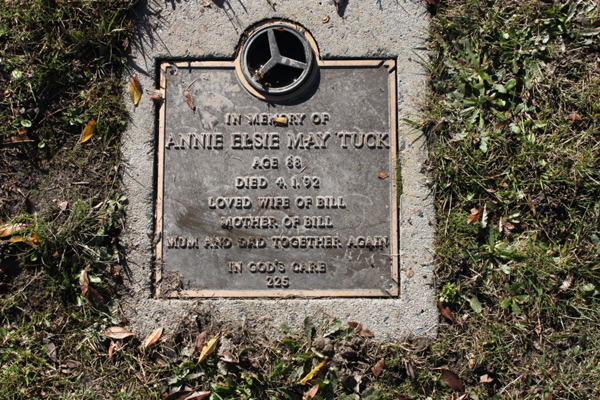 IN MEMORY OF
ANNIE ELSIE MAY TUCK
AGE 68
DIED 4.1.92
LOVED WIFE OF BILL
MOTHER OF BILL
MUM AND DAD TOGETHER AGAIN
IN GOD'S CARE
225